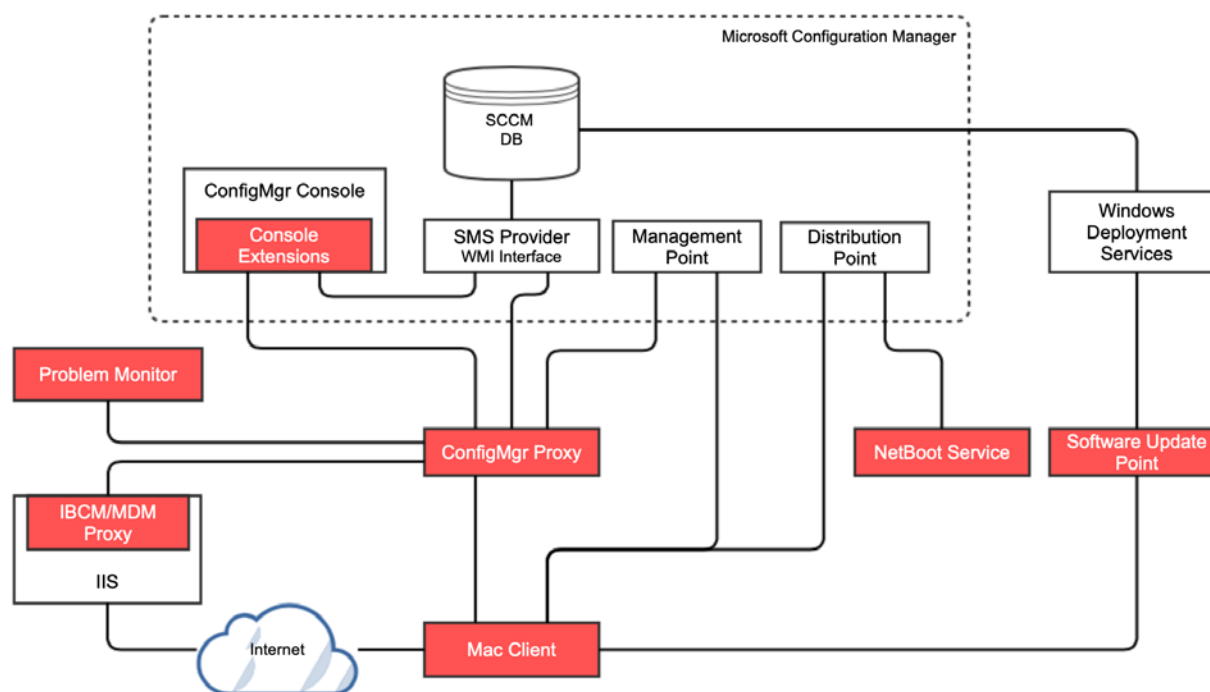 Microsoft Configuration Manager
SCCM
DB
ConfigMgr Console
Console
Extensions
SMS Provider
WMI Interface
Management
Point
Distribution
Point
Windows
Deployment
Services
Problem Monitor
ConfigMgr Proxy
NetBoot Service
Software Update
Point
IBCM/MDM
Proxy
IIS
Internet
Mac Client